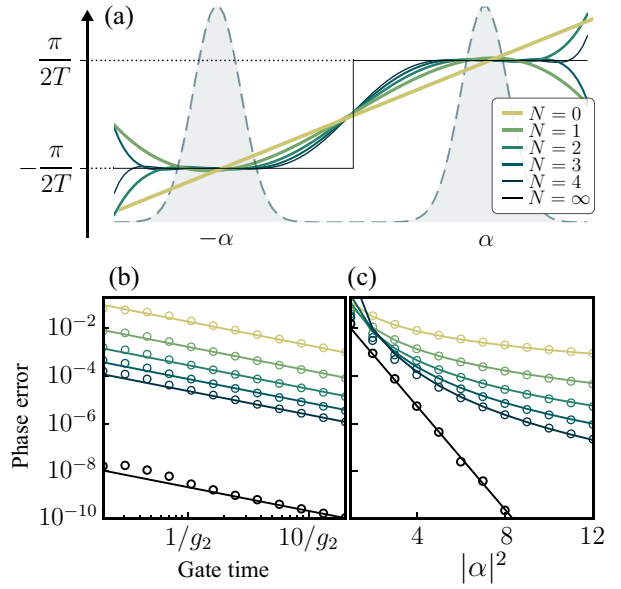 (a)
π/2T
−π/2T
N = 0
N = 1
N = 2
N = 3
N = 4
N = ∞
−α
α
(b)
(c)
Phase error
10⁻²
10⁻⁴
10⁻⁶
10⁻⁸
10⁻¹⁰
1/g₂
10/g₂
Gate time
4
8
12
|α|²